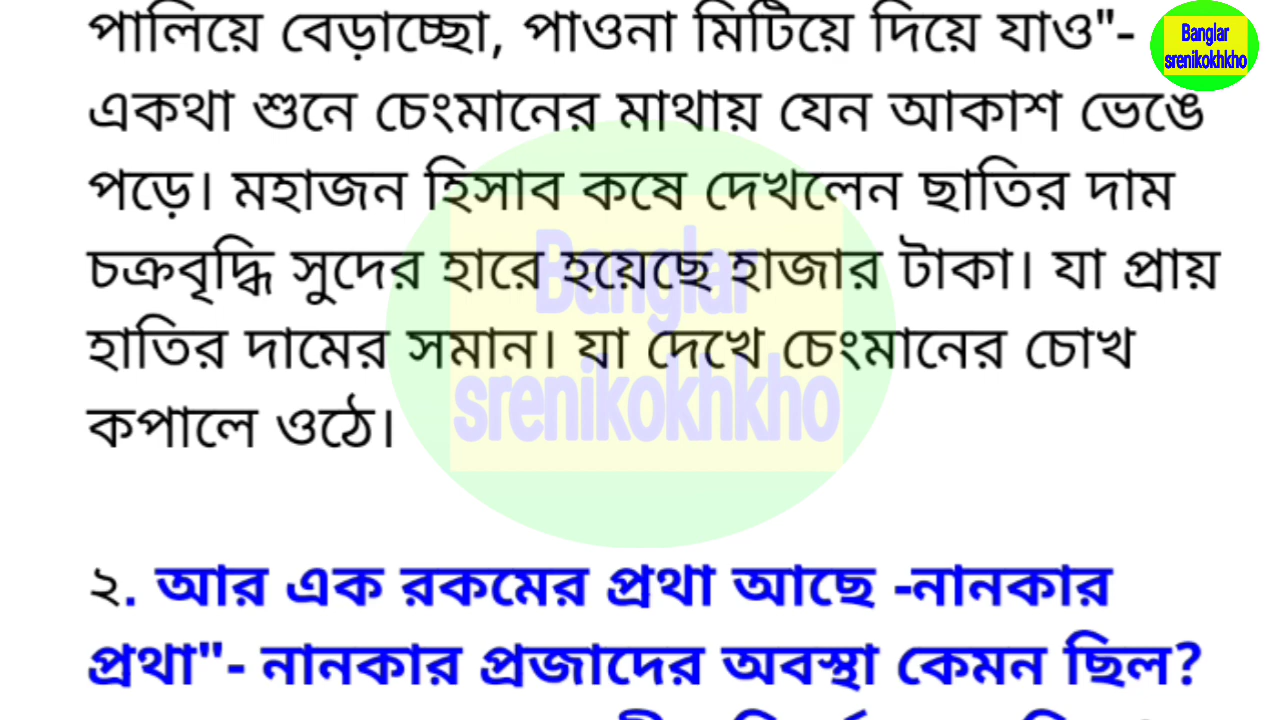 পালিয়ে বেড়াচ্ছো, পাওনা মিটিয়ে দিয়ে যাও"-
Banglar
srenikokhkho
একথা শুনে চেংমানের মাথায় যেন আকাশ ভেঙে
পড়ে। মহাজন হিসাব কষে দেখলেন ছাতির দাম
চক্রবৃদ্ধি সুদের হারে হয়েছে হাজার টাকা। যা প্রায়
হাতির দামের সমান। যা দেখে চেংমানের চোখ
কপালে ওঠে।
Banglar
srenikokhkho
২. আর এক রকমের প্রথা আছে -নানকার
প্রথা"- নানকার প্রজাদের অবস্থা কেমন ছিল?